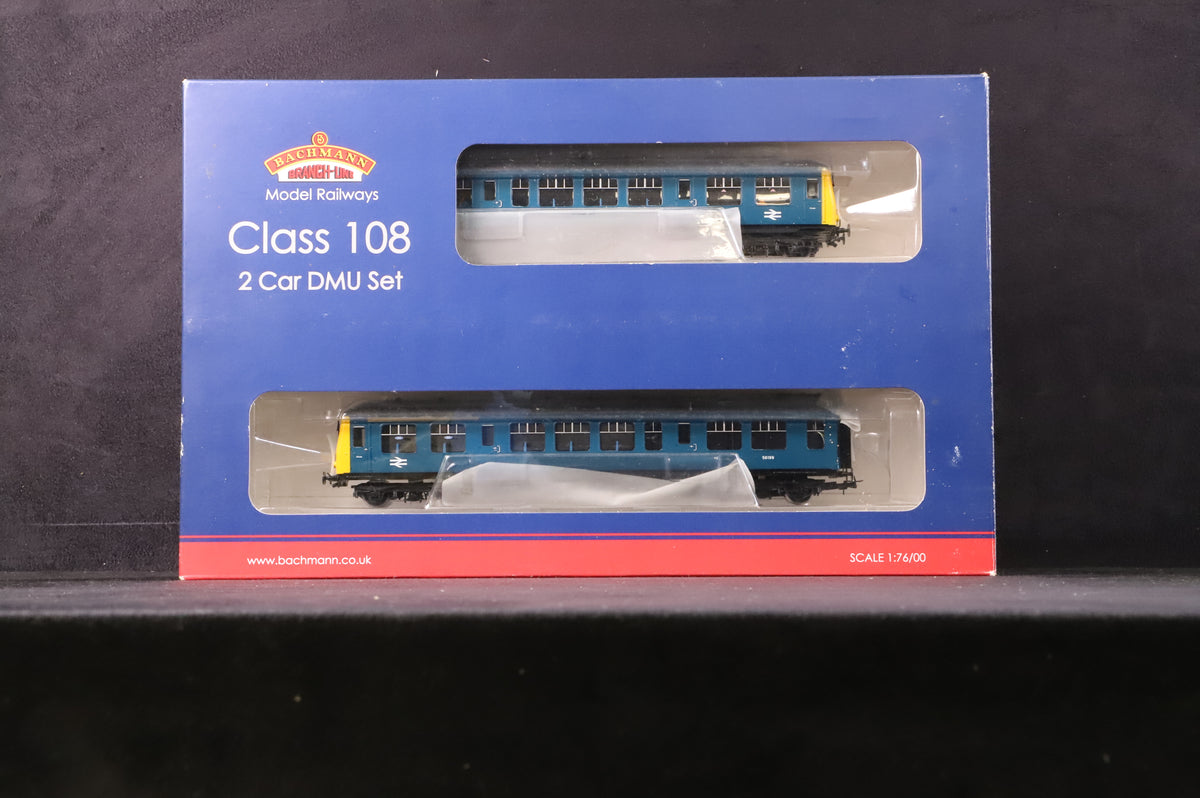 BACHMANN
BRANCH-LINE
Model Railways
Class 108
2 Car DMU Set
www.bachmann.co.uk
SCALE 1:76/00